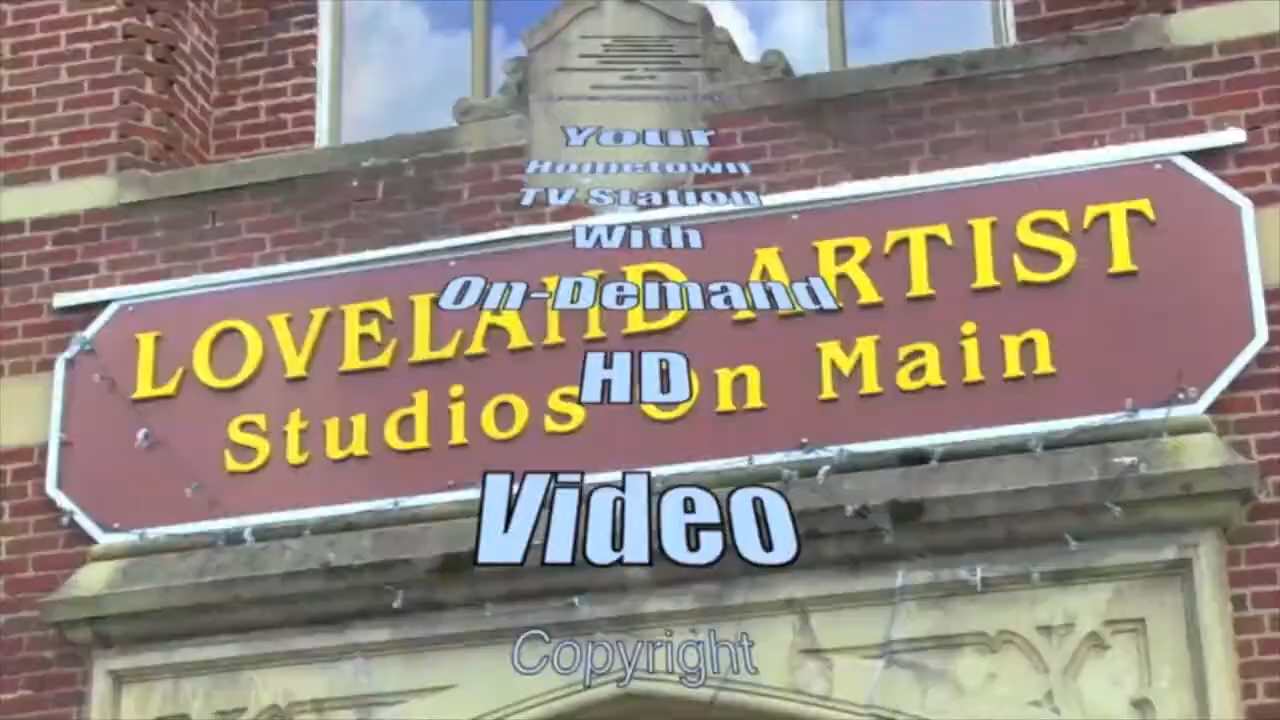 Your
Hometown
TV Station
With
On-Demand
HD
Video
LOVELAND ARTIST
Studios On Main
Copyright